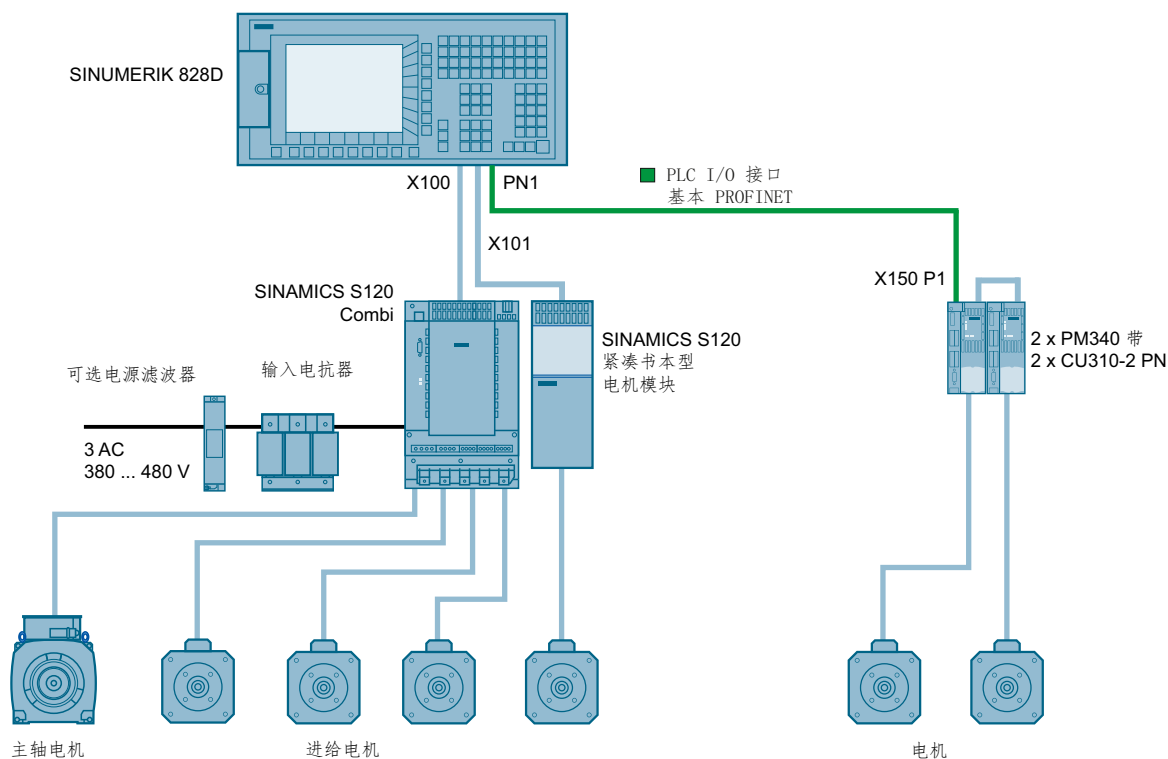 SINUMERIK 828D
X100
PN1
PLC I/O 接口
基本 PROFINET
X101
X150 P1
SINAMICS S120
Combi
SINAMICS S120
紧凑书本型
电机模块
2 x PM340 带
2 x CU310-2 PN
可选电源滤波器
输入电抗器
3 AC
380 ... 480 V
主轴电机
进给电机
电机